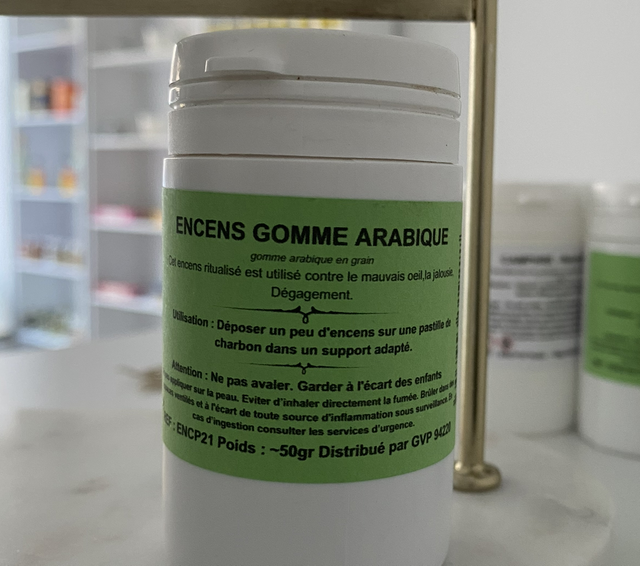 ENCENS GOMME ARABIQUE
gomme arabique en grain
Cet encens ritualisé est utilisé contre le mauvais oeil,la jalousie,
Dégagement.
Utilisation : Déposer un peu d'encens sur une pastille de
charbon dans un support adapté.
Attention : Ne pas avaler. Garder à l'écart des enfants
appliquer sur la peau. Eviter d'inhaler directement la fumée. Brûler dans
ventilés et à l'écart de toute source d'inflammation sous surveillance. En
cas d'ingestion consulter les services d'urgence.
: ENCP21 Poids : ~50gr Distribué par GVP 94220